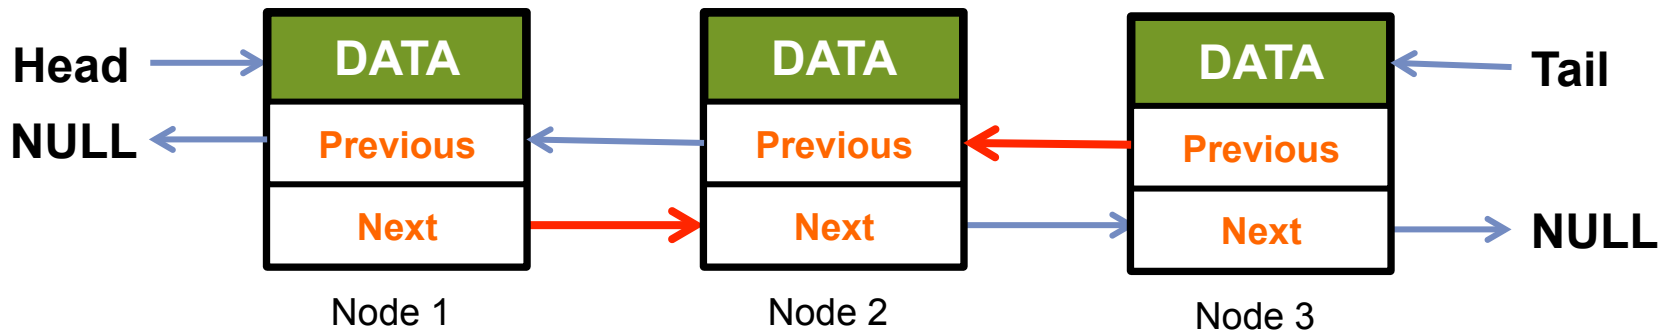 Head
DATA
DATA
DATA
Tail
NULL
Previous
Previous
Previous
Next
Next
Next
NULL
Node 1
Node 2
Node 3